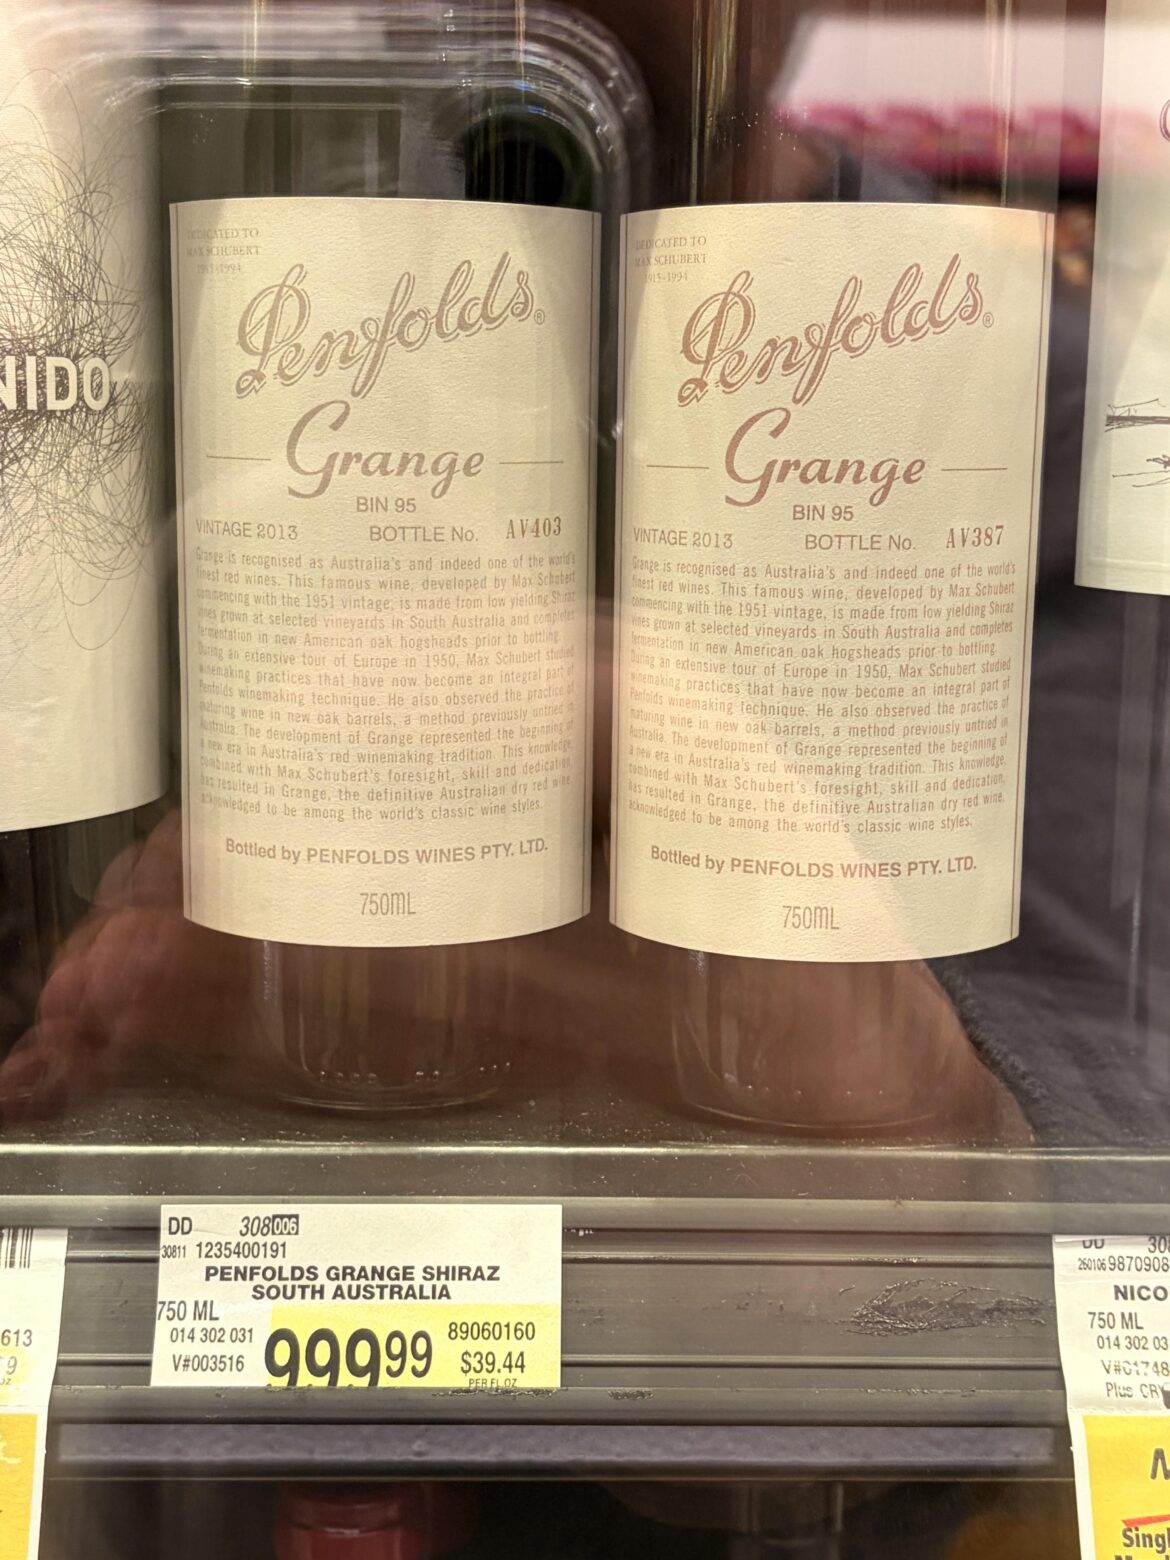 NIDO
DEDICATED TO
MAX SCHUBERT
1915-1994
Penfolds®
Grange
BIN 95
VINTAGE 2013 BOTTLE No. AV403
Grange is recognised as Australia's and indeed one of the world's
finest red wines. This famous wine, developed by Max Schubert
commencing with the 1951 vintage, is made from low yielding Shiraz
vines grown at selected vineyards in South Australia and completes
fermentation in new American oak hogsheads prior to bottling.
During an extensive tour of Europe in 1950, Max Schubert studied
winemaking practices that have now become an integral part of
Penfolds winemaking technique. He also observed the practice of
maturing wine in new oak barrels, a method previously untried in
Australia. The development of Grange represented the beginning of
a new era in Australia's red winemaking tradition. This knowledge,
combined with Max Schubert's foresight, skill and dedication,
has resulted in Grange, the definitive Australian dry red wine,
acknowledged to be among the world's classic wine styles.
Bottled by PENFOLDS WINES PTY. LTD.
750ML
DEDICATED TO
MAX SCHUBERT
1915-1994
Penfolds®
Grange
BIN 95
VINTAGE 2013 BOTTLE No. AV387
Grange is recognised as Australia's and indeed one of the world's
finest red wines. This famous wine, developed by Max Schubert
commencing with the 1951 vintage, is made from low yielding Shiraz
vines grown at selected vineyards in South Australia and completes
fermentation in new American oak hogsheads prior to bottling.
During an extensive tour of Europe in 1950, Max Schubert studied
winemaking practices that have now become an integral part of
Penfolds winemaking technique. He also observed the practice of
maturing wine in new oak barrels, a method previously untried in
Australia. The development of Grange represented the beginning of
a new era in Australia's red winemaking tradition. This knowledge,
combined with Max Schubert's foresight, skill and dedication,
has resulted in Grange, the definitive Australian dry red wine,
acknowledged to be among the world's classic wine styles.
Bottled by PENFOLDS WINES PTY. LTD.
750ML
613
DD 308 006
30811 1235400191
PENFOLDS GRANGE SHIRAZ
SOUTH AUSTRALIA
750 ML
014 302 031
V#003516
999 99
89060160
$39.44
PER FL OZ
DD 30
260106 9870908
NICO
750 ML
014 302 03
V#01748
Plus CR
Singl